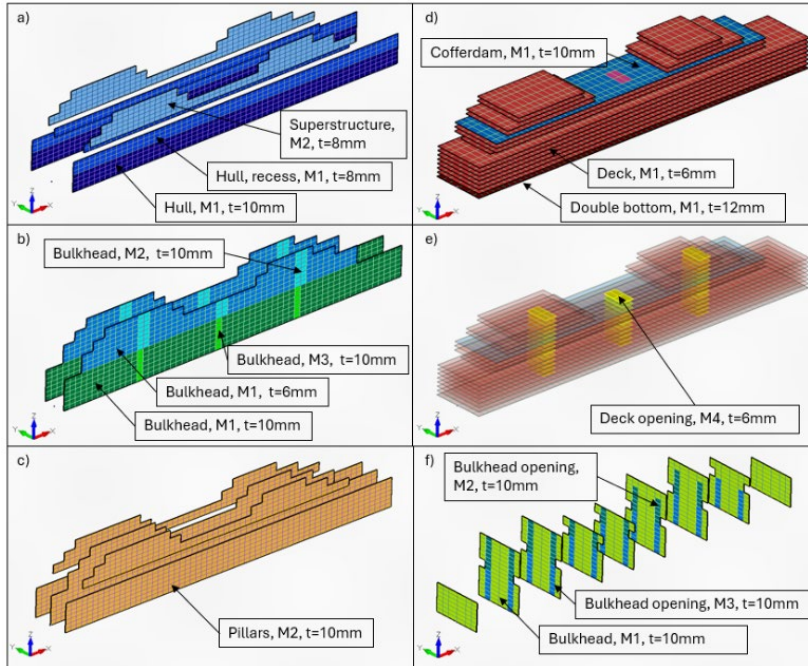 a)
Superstructure,
M2, t=8mm
Hull, recess, M1, t=8mm
Hull, M1, t=10mm
Z
Y
X
d)
Cofferdam, M1, t=10mm
Deck, M1, t=6mm
Double bottom, M1, t=12mm
Z
Y
X
b)
Bulkhead, M2, t=10mm
Bulkhead, M3, t=10mm
Bulkhead, M1, t=6mm
Bulkhead, M1, t=10mm
Z
Y
X
e)
Deck opening, M4, t=6mm
Z
Y
X
c)
Pillars, M2, t=10mm
Z
Y
X
f)
Bulkhead opening,
M2, t=10mm
Bulkhead opening, M3, t=10mm
Bulkhead, M1, t=10mm
Z
Y
X